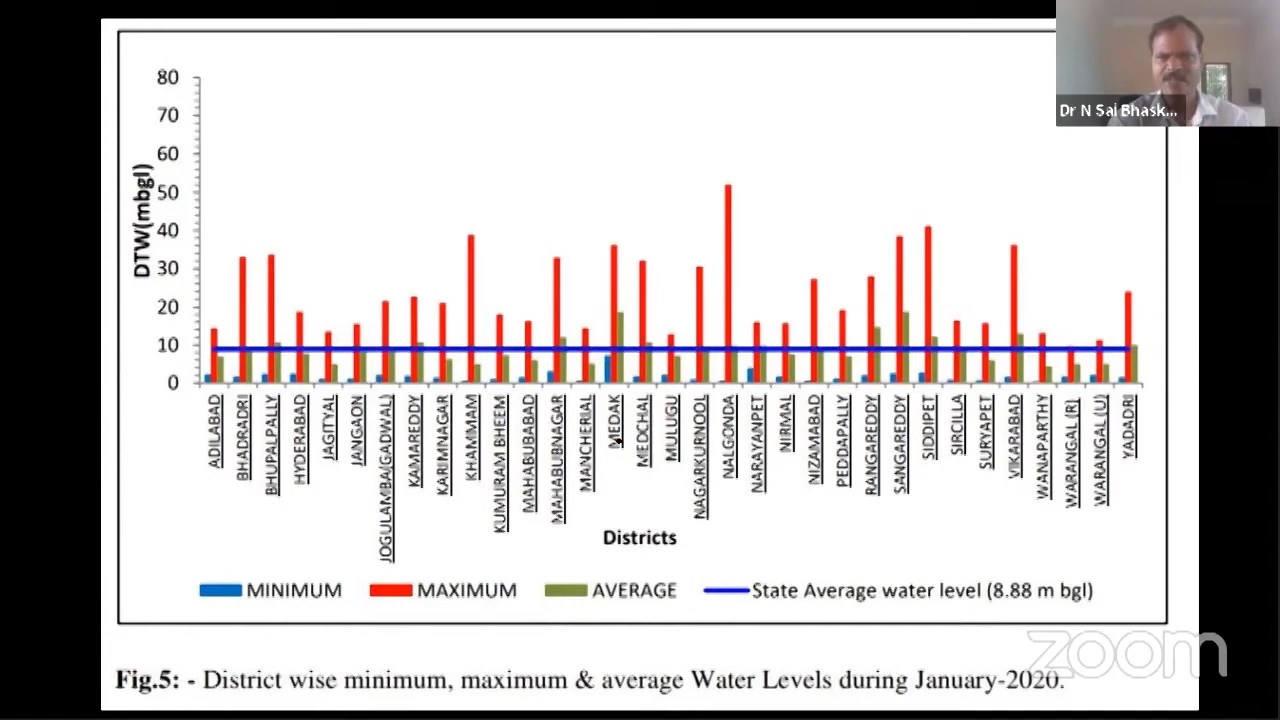 Dr N Sai Bhask...
80
70
60
50
40
30
20
10
0
DTW(mbgl)
ADILABAD
BHADRADRI
BHUPALPALLY
HYDERABAD
JAGITYAL
JANGAON
JOGULAMBA(GADWAL)
KAMAREDDY
KARIMNAGAR
KHAMMAM
KUMURAM BHEEM
MAHABUBABAD
MAHABUBNAGAR
MANCHERIAL
MEDAK
MEDCHAL
MULUGU
NAGARKURNOOL
NALGONDA
NARAYANPET
NIRMAL
NIZAMABAD
PEDDAPALLY
RANGAREDDY
SANGAREDDY
SIDDIPET
SIRCILLA
SURYAPET
VIKARABAD
WANAPARTHY
WARANGAL (R)
WARANGAL(U)
YADADRI
Districts
MINIMUM MAXIMUM AVERAGE State Average water level (8.88 m bgl)
zoom
Fig.5: - District wise minimum, maximum & average Water Levels during January-2020.